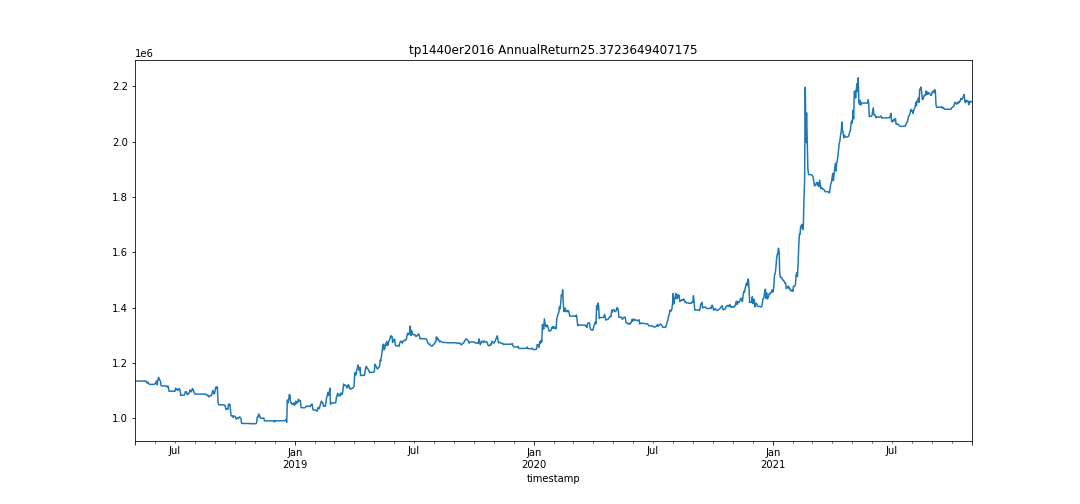 tp1440er2016 AnnualReturn25.3723649407175
1e6
2.2
2.0
1.8
1.6
1.4
1.2
1.0
Jul Jan Jul Jan Jul Jan Jul
2019 2020 2021
timestamp